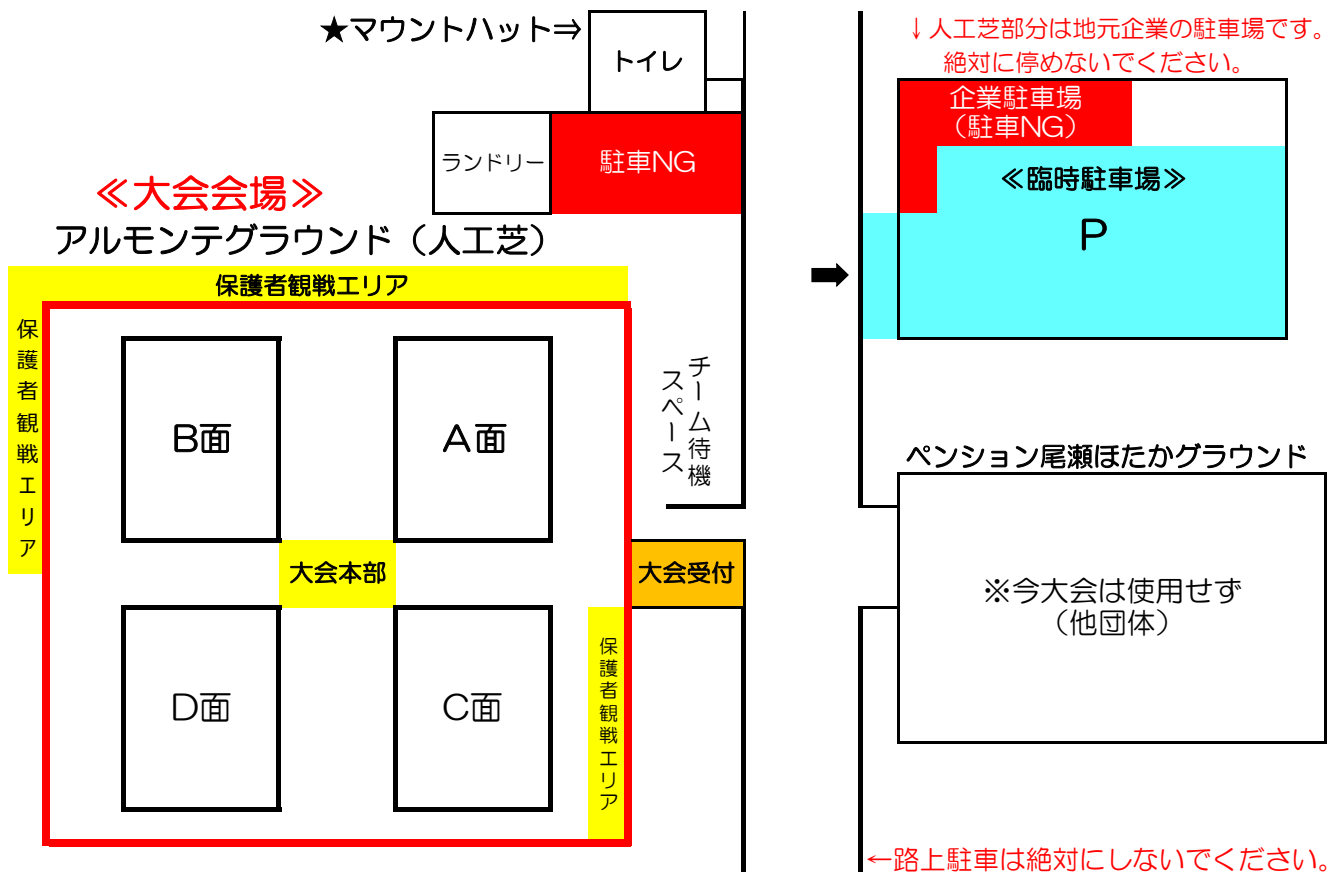 ★マウントハット⇒
トイレ
↓人工芝部分は地元企業の駐車場です。
絶対に停めないでください。
企業駐車場
（駐車NG）
ランドリー
駐車NG
≪臨時駐車場≫
P
≪大会会場≫
アルモンテグラウンド（人工芝）
保護者観戦エリア
保護者観戦エリア
B面
A面
チーム待機
スペース
ペンション尾瀬ほたかグラウンド
大会本部
大会受付
※今大会は使用せず
（他団体）
D面
C面
保護者観戦エリア
←路上駐車は絶対にしないでください。